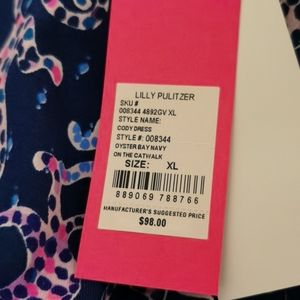 LILLY PULITZER
SKU #
008344 4892GV XL
STYLE NAME:
CODY DRESS
STYLE #: 008344
OYSTER BAY NAVY
ON THE CATWALK
SIZE: XL
889069 788766
MANUFACTURER'S SUGGESTED PRICE
$98.00